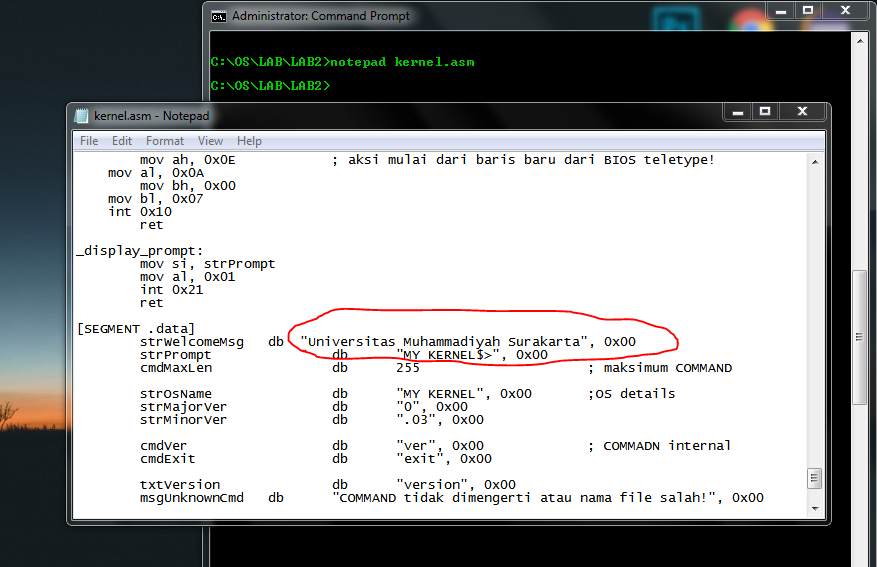 Administrator: Command Prompt
C:\OS\LAB\LAB2>notepad kernel.asm
C:\OS\LAB\LAB2>
kernel.asm - Notepad
File Edit Format View Help
mov ah, 0x0E ; aksi mulai dari baris baru dari BIOS teletype!
mov al, 0x0A
mov bh, 0x00
mov bl, 0x07
int 0x10
ret
_display_prompt:
mov si, strPrompt
mov al, 0x01
int 0x21
ret
[SEGMENT .data]
strWelcomeMsg db "Universitas Muhammadiyah Surakarta", 0x00
strPrompt db "MY KERNEL$>", 0x00
cmdMaxLen db 255 ; maksimum COMMAND
strOsName db "MY KERNEL", 0x00 ;OS details
strMajorVer db "0", 0x00
strMinorVer db ".03", 0x00
cmdVer db "ver", 0x00 ; COMMADN internal
cmdExit db "exit", 0x00
txtVersion db "version", 0x00
msgUnknownCmd db "COMMAND tidak dimengerti atau nama file salah!", 0x00